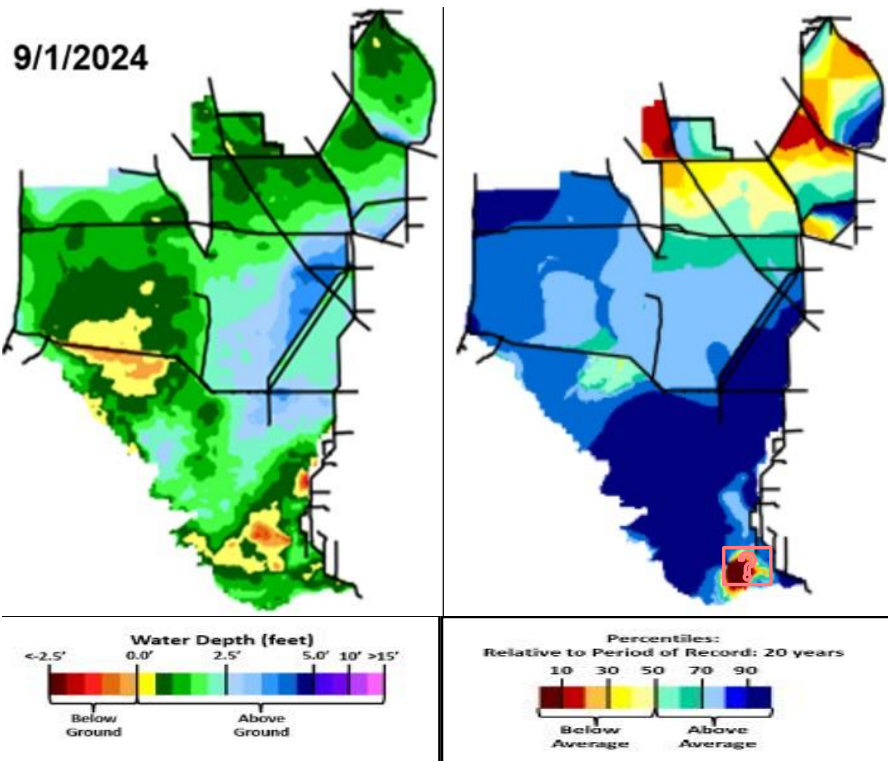 9/1/2024
?
Water Depth (feet)
<-2.5' 0.0' 2.5' 5.0' 10' >15'
Below
Ground
Above
Ground
Percentiles:
Relative to Period of Record: 20 years
10 30 50 70 90
Below
Average
Above
Average